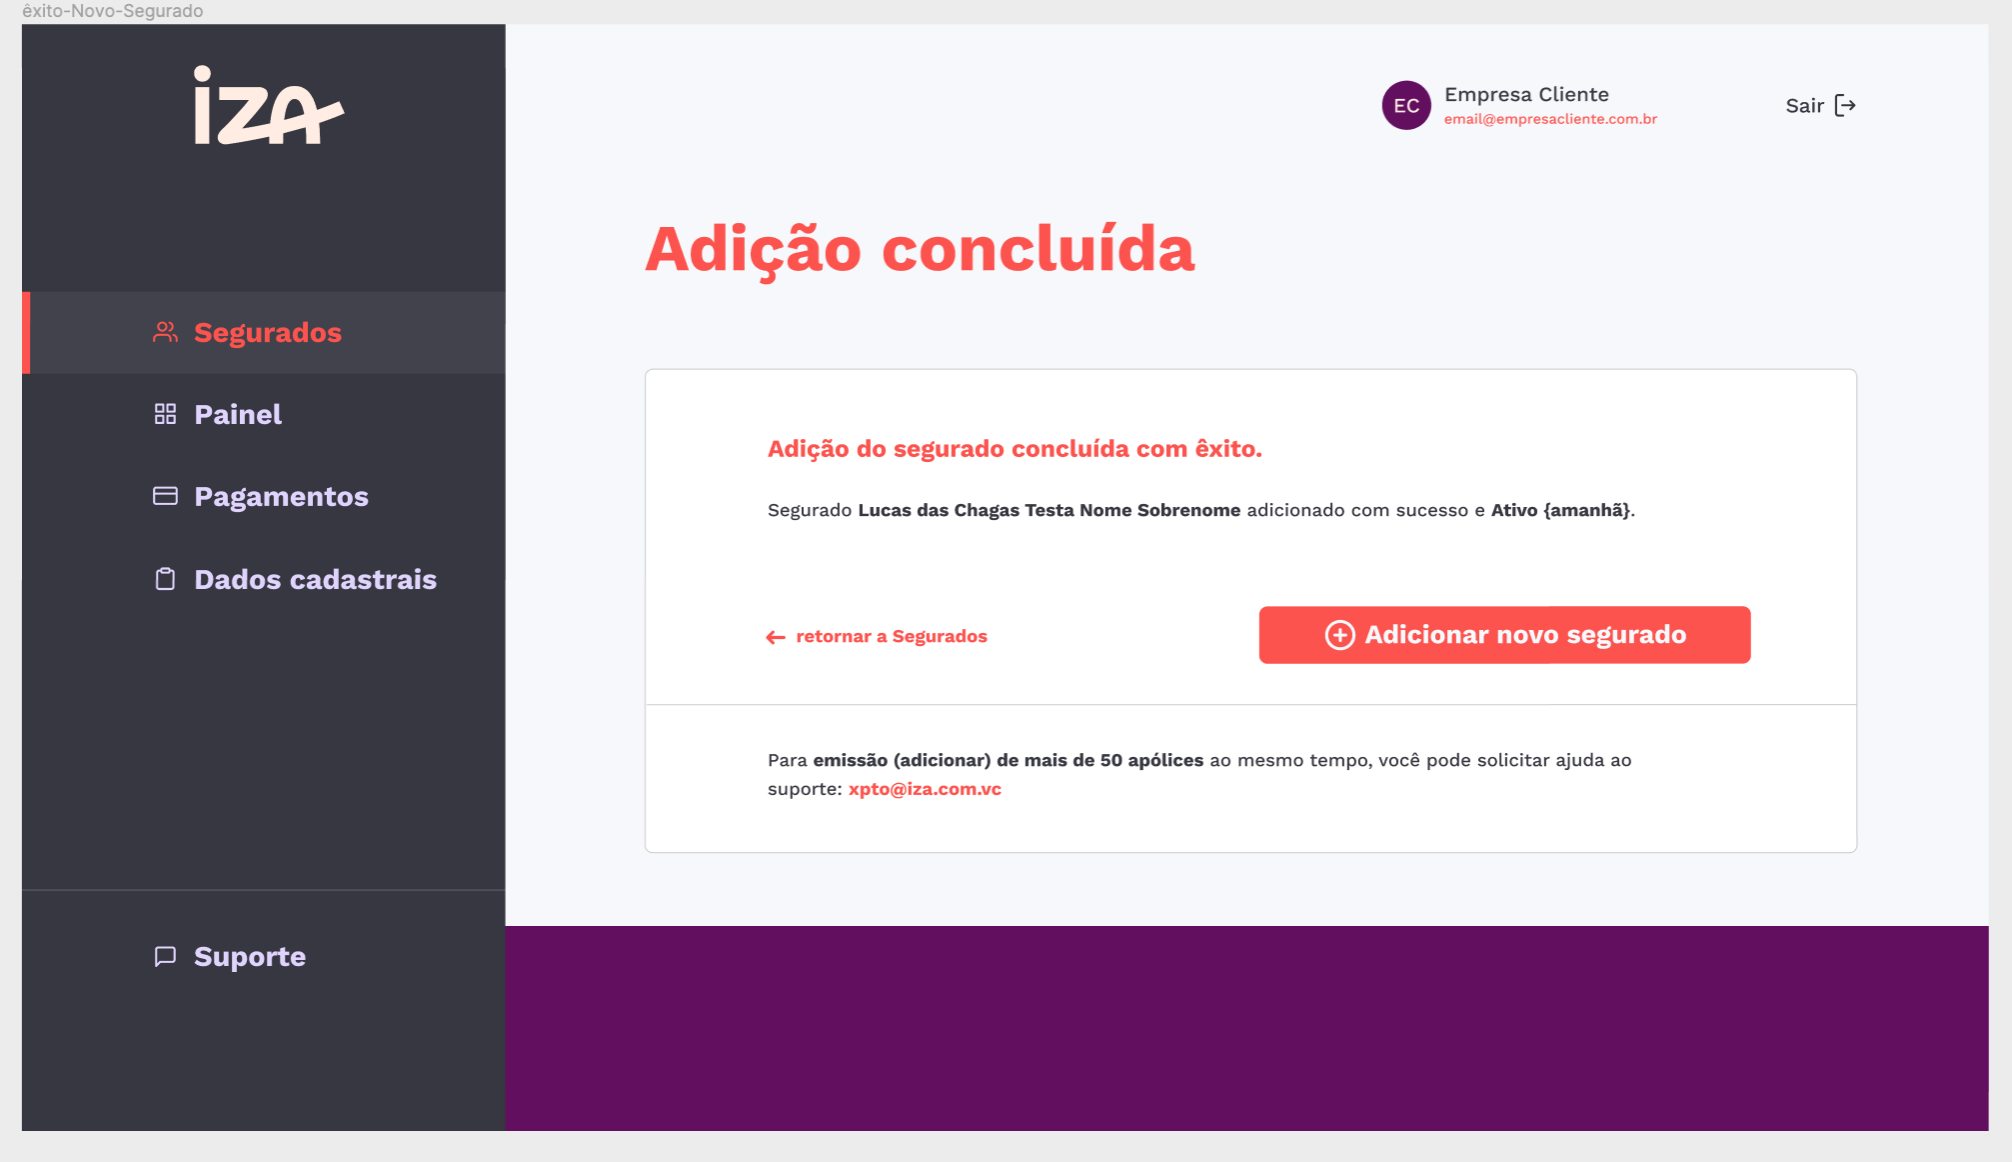 êxito-Novo-Segurado
iza
EC
Empresa Cliente
email@empresacliente.com.br
Sair
Segurados
Painel
Pagamentos
Dados cadastrais
Suporte
Adição concluída
Adição do segurado concluída com êxito.
Segurado Lucas das Chagas Testa Nome Sobrenome adicionado com sucesso e Ativo {amanhã}.
retornar a Segurados
Adicionar novo segurado
Para emissão (adicionar) de mais de 50 apólices ao mesmo tempo, você pode solicitar ajuda ao
suporte: xpto@iza.com.vc